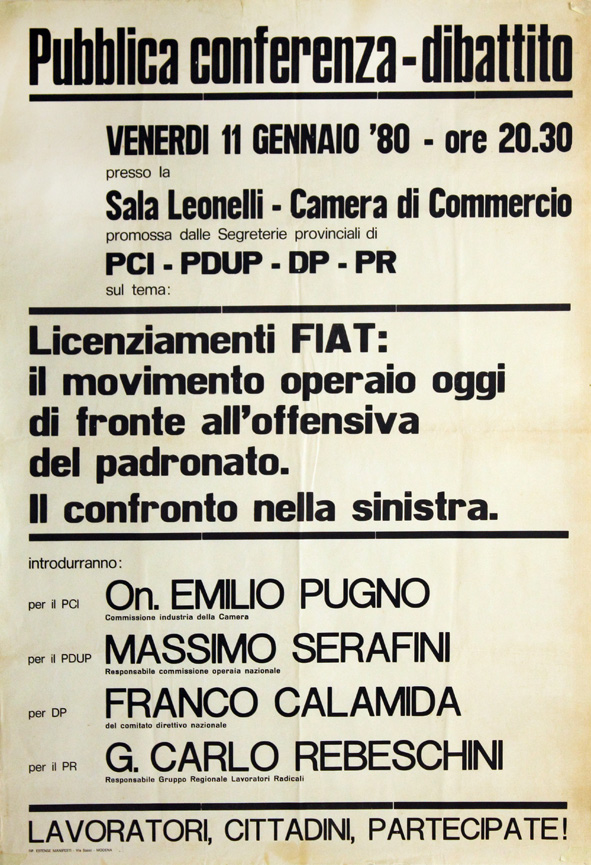 Pubblica conferenza-dibattito
VENERDI 11 GENNAIO '80 - ore 20.30
presso la
Sala Leonelli - Camera di Commercio
promossa dalle Segreterie provinciali di
PCI - PDUP - DP - PR
sul tema:
Licenziamenti FIAT:
il movimento operaio oggi
di fronte all'offensiva
del padronato.
Il confronto nella sinistra.
introdurranno:
per il PCI On. EMILIO PUGNO
Commissione industria della Camera
per il PDUP MASSIMO SERAFINI
Responsabile commissione operaia nazionale
per DP FRANCO CALAMIDA
del comitato direttivo nazionale
per il PR G. CARLO REBESCHINI
Responsabile Gruppo Regionale Lavoratori Radicali
LAVORATORI, CITTADINI, PARTECIPATE!
MODENA